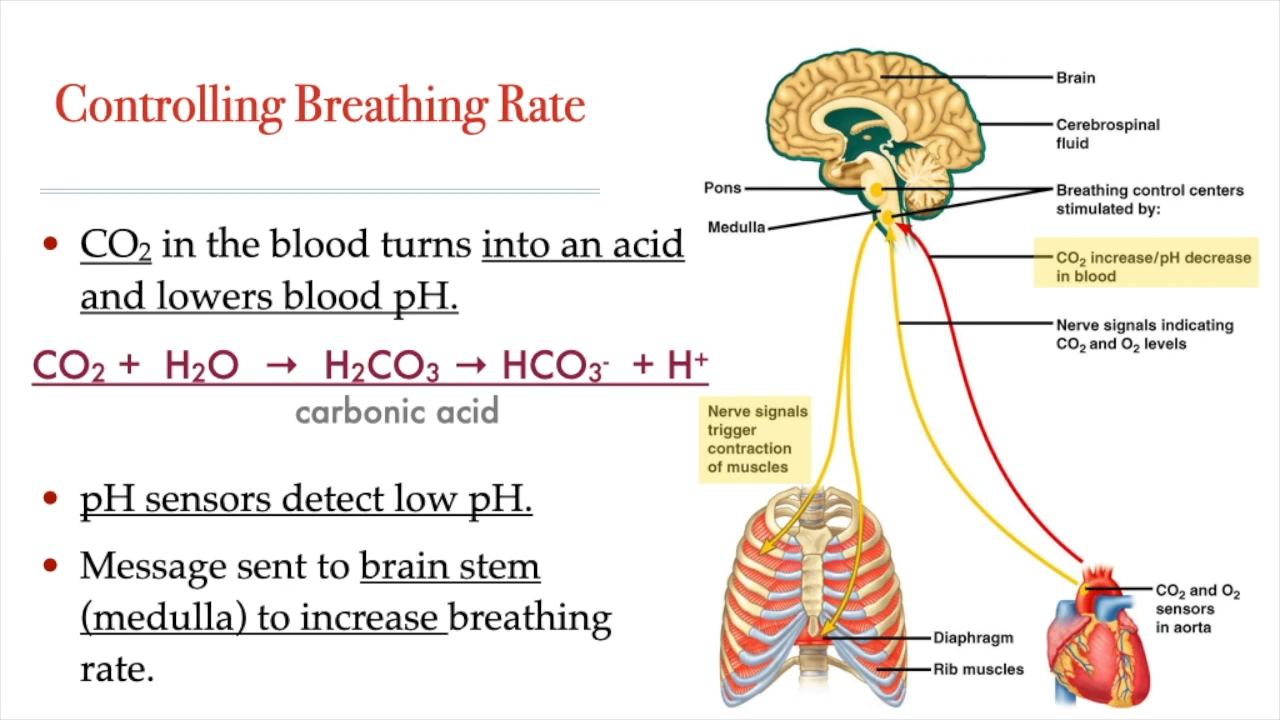 Controlling Breathing Rate
• CO₂ in the blood turns into an acid
and lowers blood pH.
CO₂ + H₂O → H₂CO₃ → HCO₃⁻ + H⁺
carbonic acid
• pH sensors detect low pH.
• Message sent to brain stem
(medulla) to increase breathing
rate.
Brain
Cerebrospinal
fluid
Pons
Medulla
Breathing control centers
stimulated by:
CO₂ increase/pH decrease
in blood
Nerve signals indicating
CO₂ and O₂ levels
Nerve signals
trigger
contraction
of muscles
CO₂ and O₂
sensors
in aorta
Diaphragm
Rib muscles